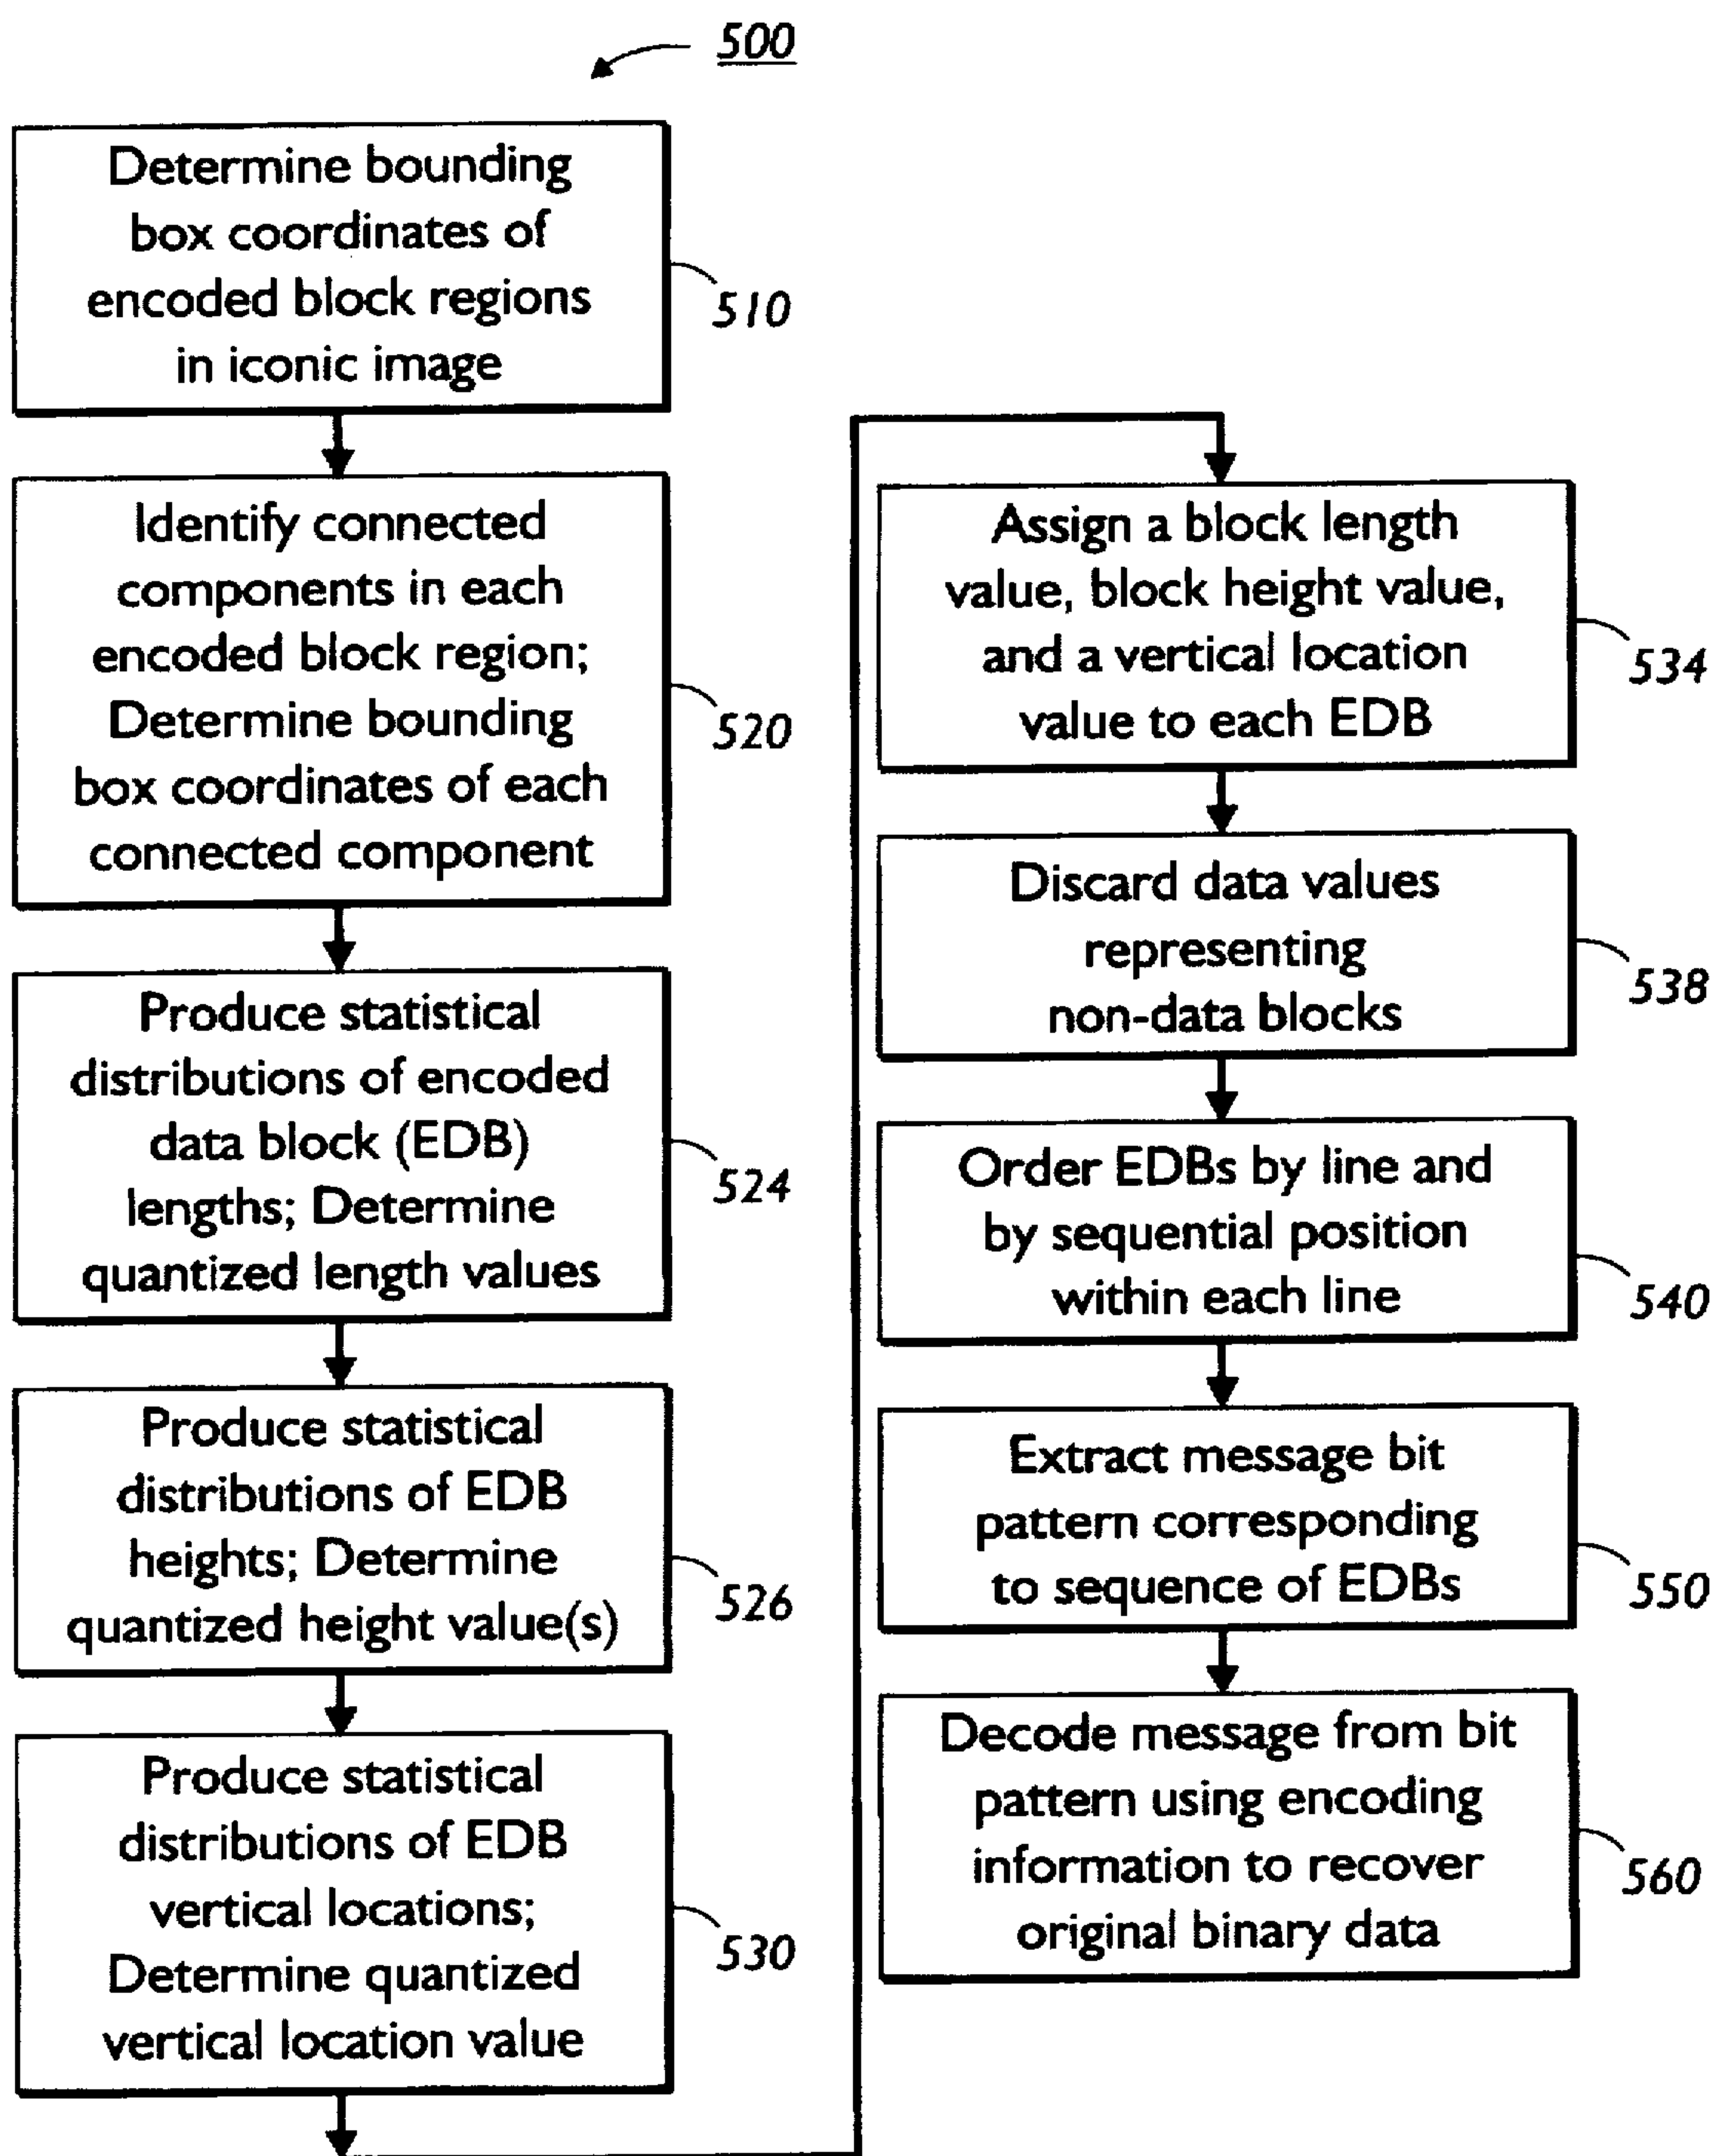 500
Determine bounding
box coordinates of
encoded block regions
in iconic image
510
Identify connected
components in each
encoded block region;
Determine bounding
box coordinates of each
connected component
520
Produce statistical
distributions of encoded
data block (EDB)
lengths; Determine
quantized length values
524
Produce statistical
distributions of EDB
heights; Determine
quantized height value(s)
526
Produce statistical
distributions of EDB
vertical locations;
Determine quantized
vertical location value
530
Assign a block length
value, block height value,
and a vertical location
value to each EDB
534
Discard data values
representing
non-data blocks
538
Order EDBs by line and
by sequential position
within each line
540
Extract message bit
pattern corresponding
to sequence of EDBs
550
Decode message from bit
pattern using encoding
information to recover
original binary data
560